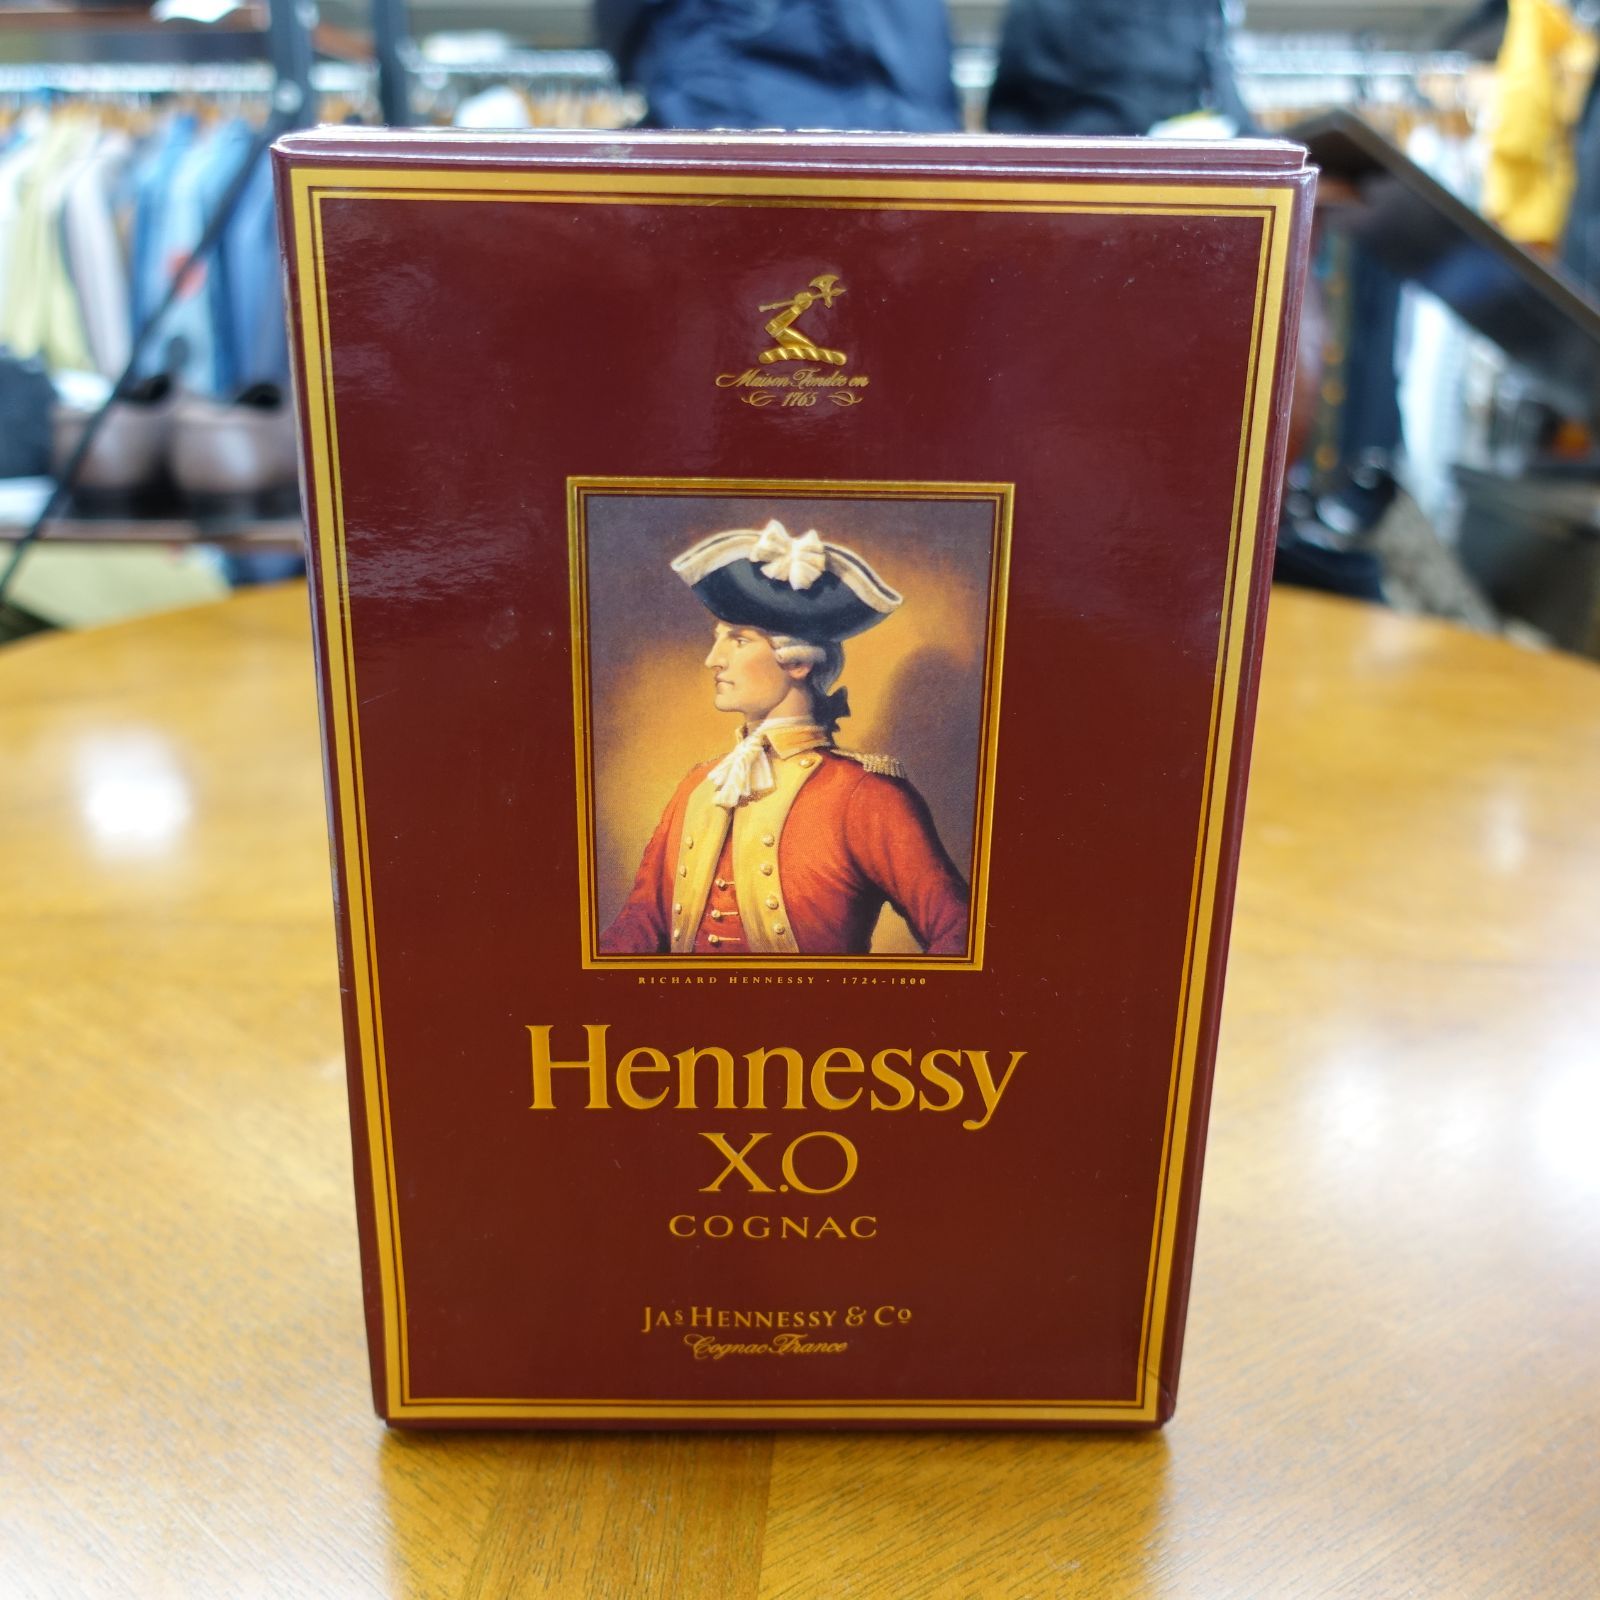 Maison Fondée en
1765
RICHARD HENNESSY · 1724-1800
Hennessy
X.O
COGNAC
JAS HENNESSY & Co
Cognac France